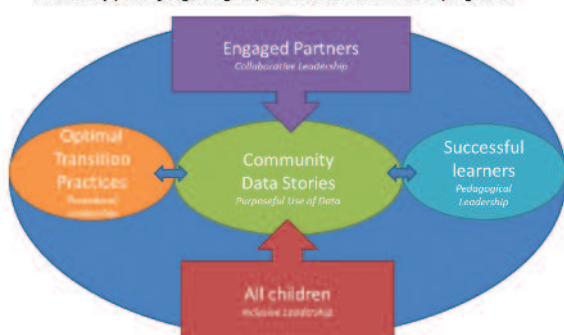 Engaged Partners
Collaborative Leadership
Optimal
Transition
Practices
Community
Data Stories
Purposeful Use of Data
Successful
learners
Pedagogical
Leadership
All children
Inclusive Leadership